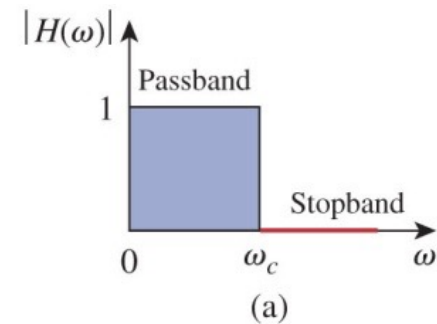 |H(ω)|
Passband
1
Stopband
0
ω_c
ω
(a)